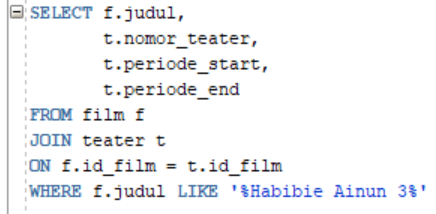 SELECT f.judul,
t.nomor_teater,
t.periode_start,
t.periode_end
FROM film f
JOIN teater t
ON f.id_film = t.id_film
WHERE f.judul LIKE '%Habibie Ainun 3%'